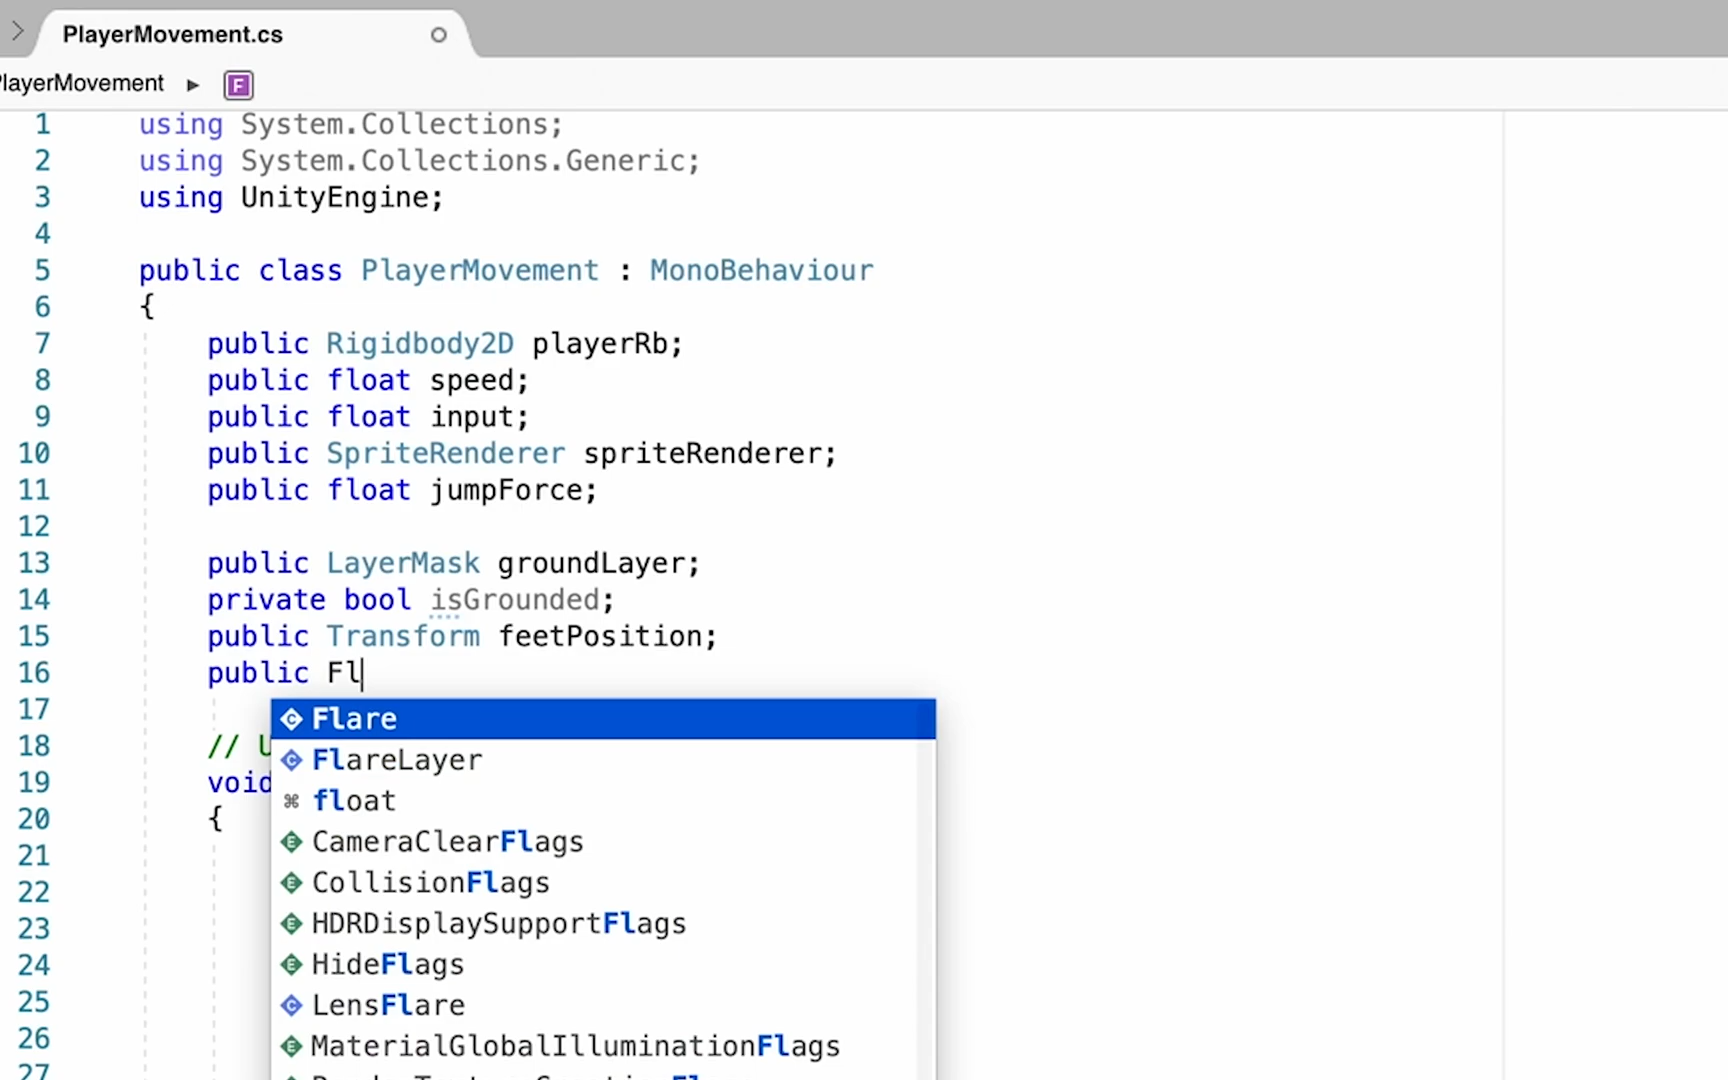 PlayerMovement.cs
PlayerMovement ▶ F
1 using System.Collections;
2 using System.Collections.Generic;
3 using UnityEngine;
4
5 public class PlayerMovement : MonoBehaviour
6 {
7 public Rigidbody2D playerRb;
8 public float speed;
9 public float input;
10 public SpriteRenderer spriteRenderer;
11 public float jumpForce;
12
13 public LayerMask groundLayer;
14 private bool isGrounded;
15 public Transform feetPosition;
16 public Fl
17
Flare
18 // U
FlareLayer
19 void
float
20 {
CameraClearFlags
21
CollisionFlags
22
HDRDisplaySupportFlags
23
HideFlags
24
LensFlare
25
MaterialGlobalIlluminationFlags
26
27